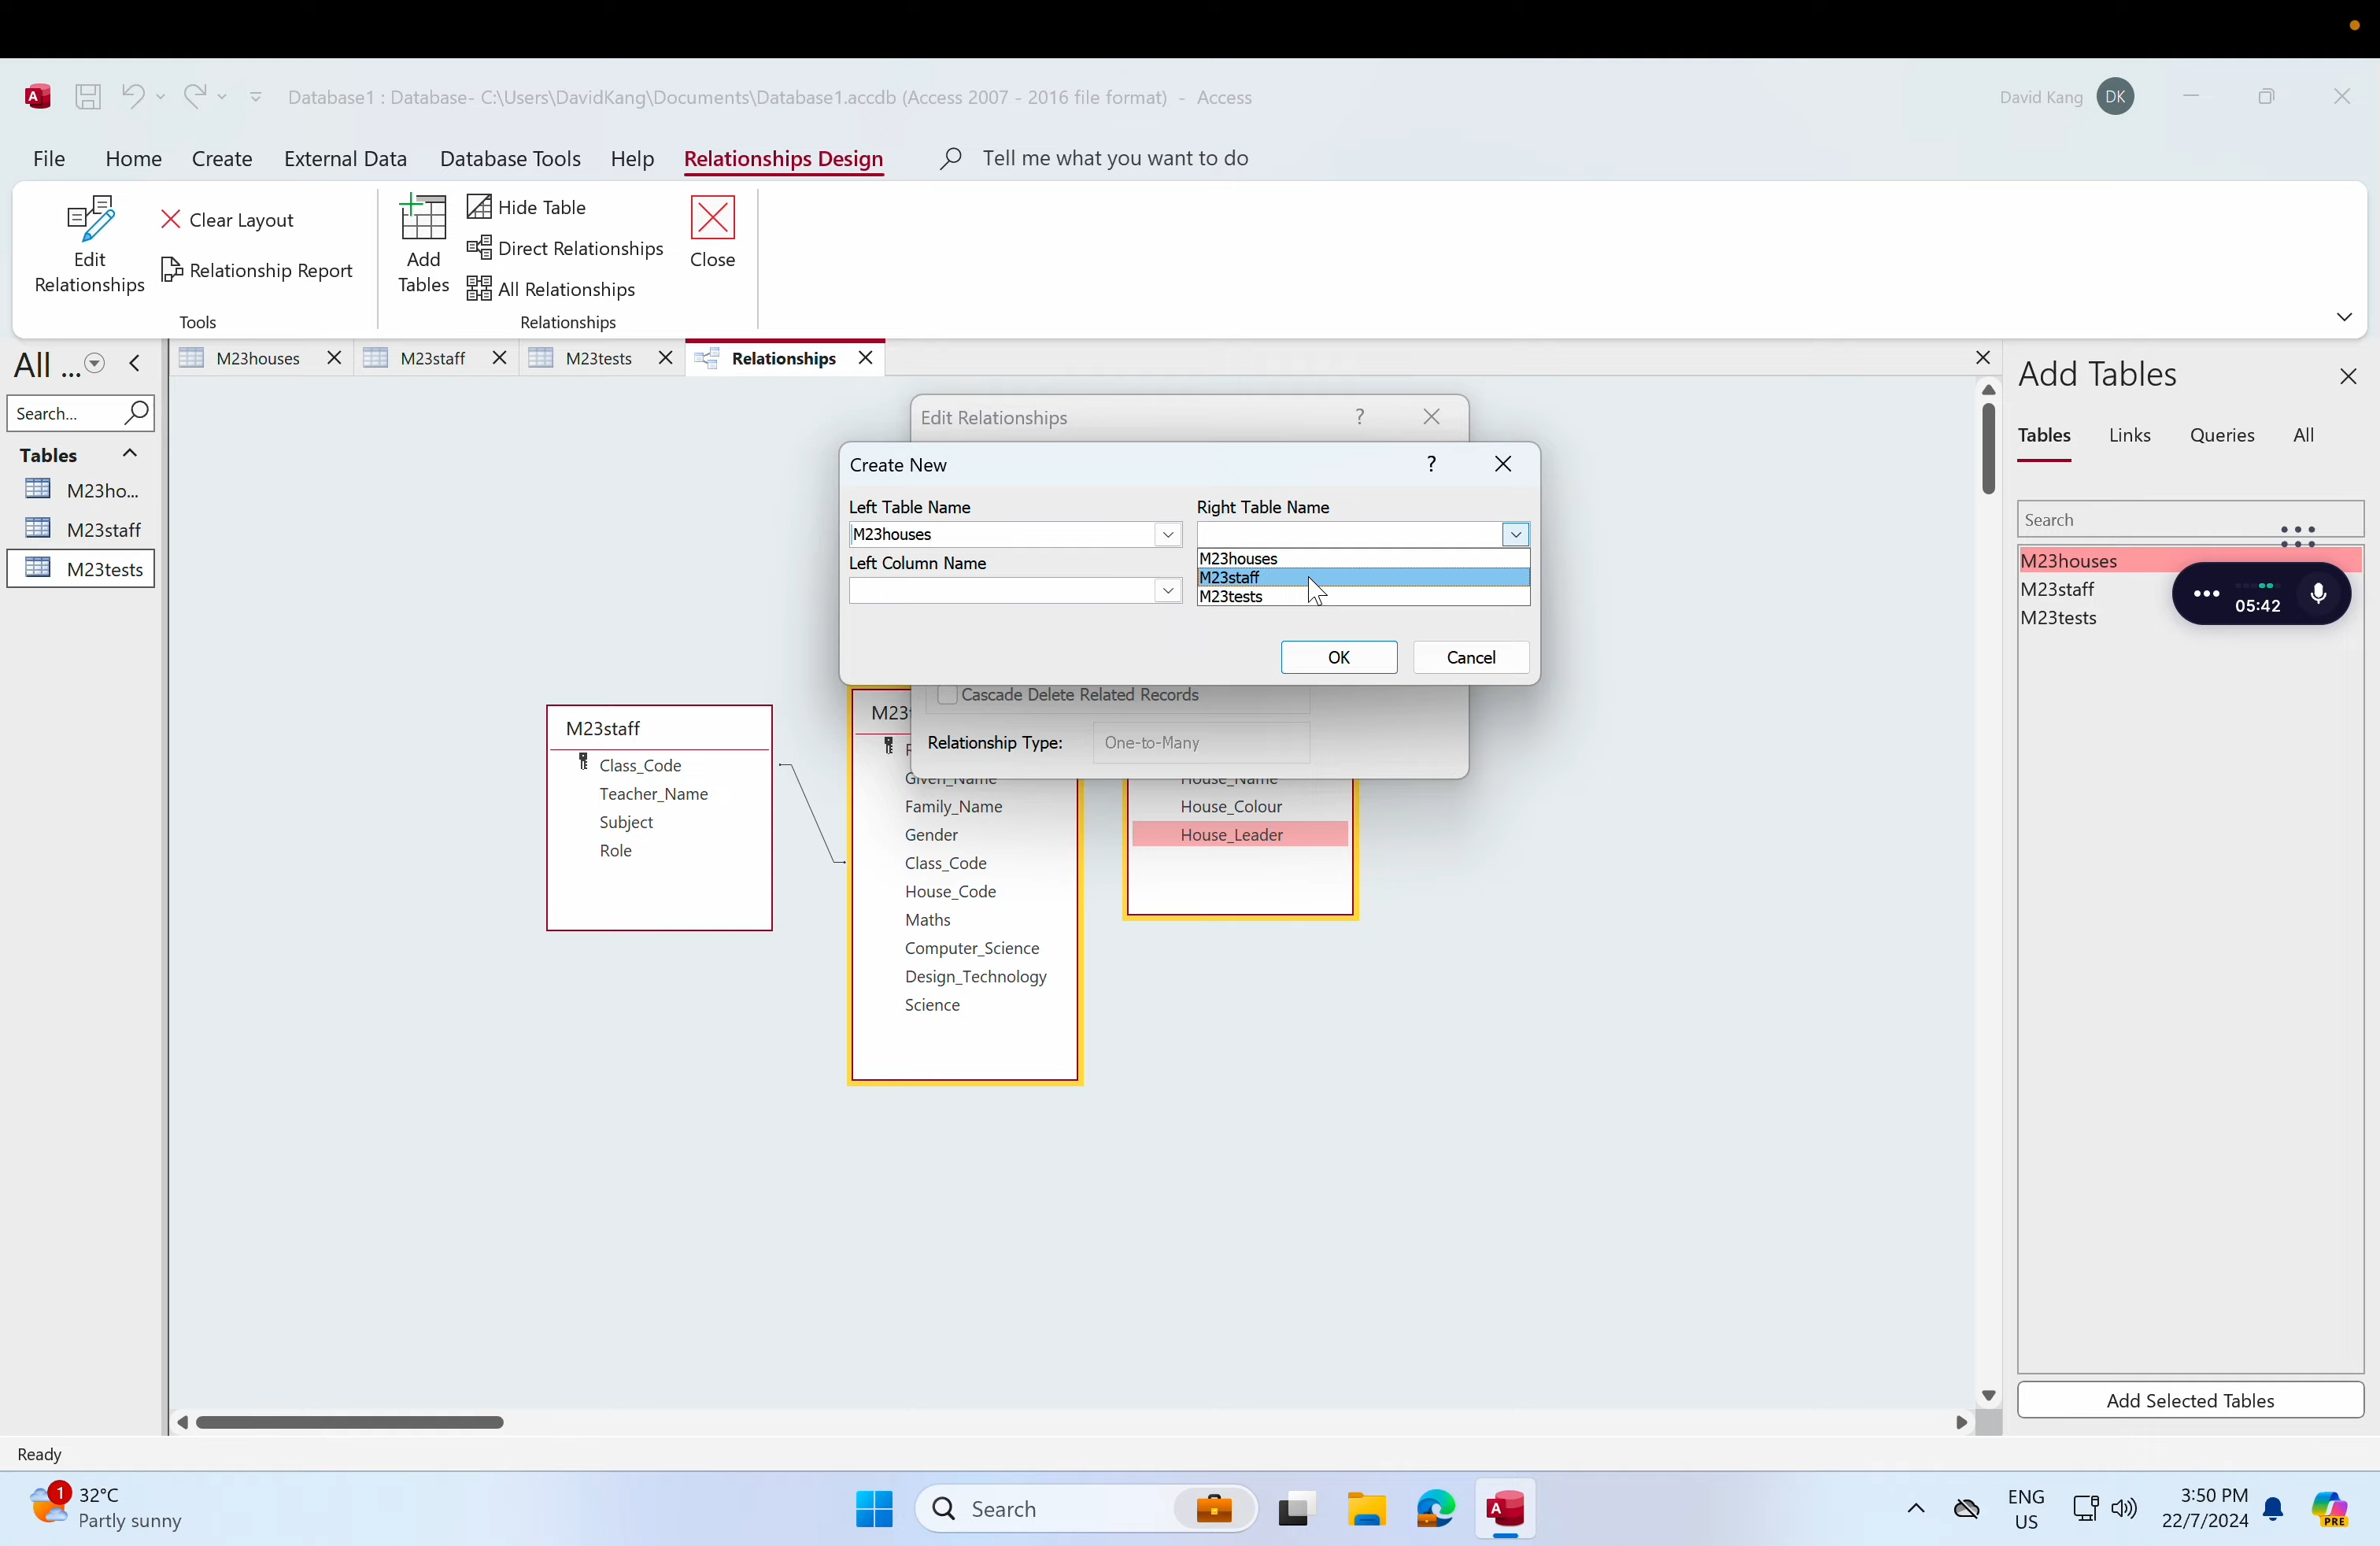 Database1 : Database- C:\Users\DavidKang\Documents\Database1.accdb (Access 2007 - 2016 file format) - Access
David Kang DK
File Home Create External Data Database Tools Help Relationships Design Tell me what you want to do
Edit Relationships
Clear Layout
Relationship Report
Tools
Add Tables
Hide Table
Direct Relationships
All Relationships
Close
Relationships
All ...
Search...
Tables
M23ho...
M23staff
M23tests
M23houses M23staff M23tests Relationships
Edit Relationships ?
Create New ?
Left Table Name Right Table Name
M23houses
Left Column Name
M23houses
M23staff
M23tests
OK Cancel
Cascade Delete Related Records
Relationship Type: One-to-Many
M23staff
Class_Code
Teacher_Name
Subject
Role
Family_Name
Gender
Class_Code
House_Code
Maths
Computer_Science
Design_Technology
Science
House_Name
House_Colour
House_Leader
Add Tables
Tables Links Queries All
Search
M23houses
M23staff
M23tests
05:42
Add Selected Tables
Ready
1
32°C
Partly sunny
Search
ENG
US
3:50 PM
22/7/2024
PRE